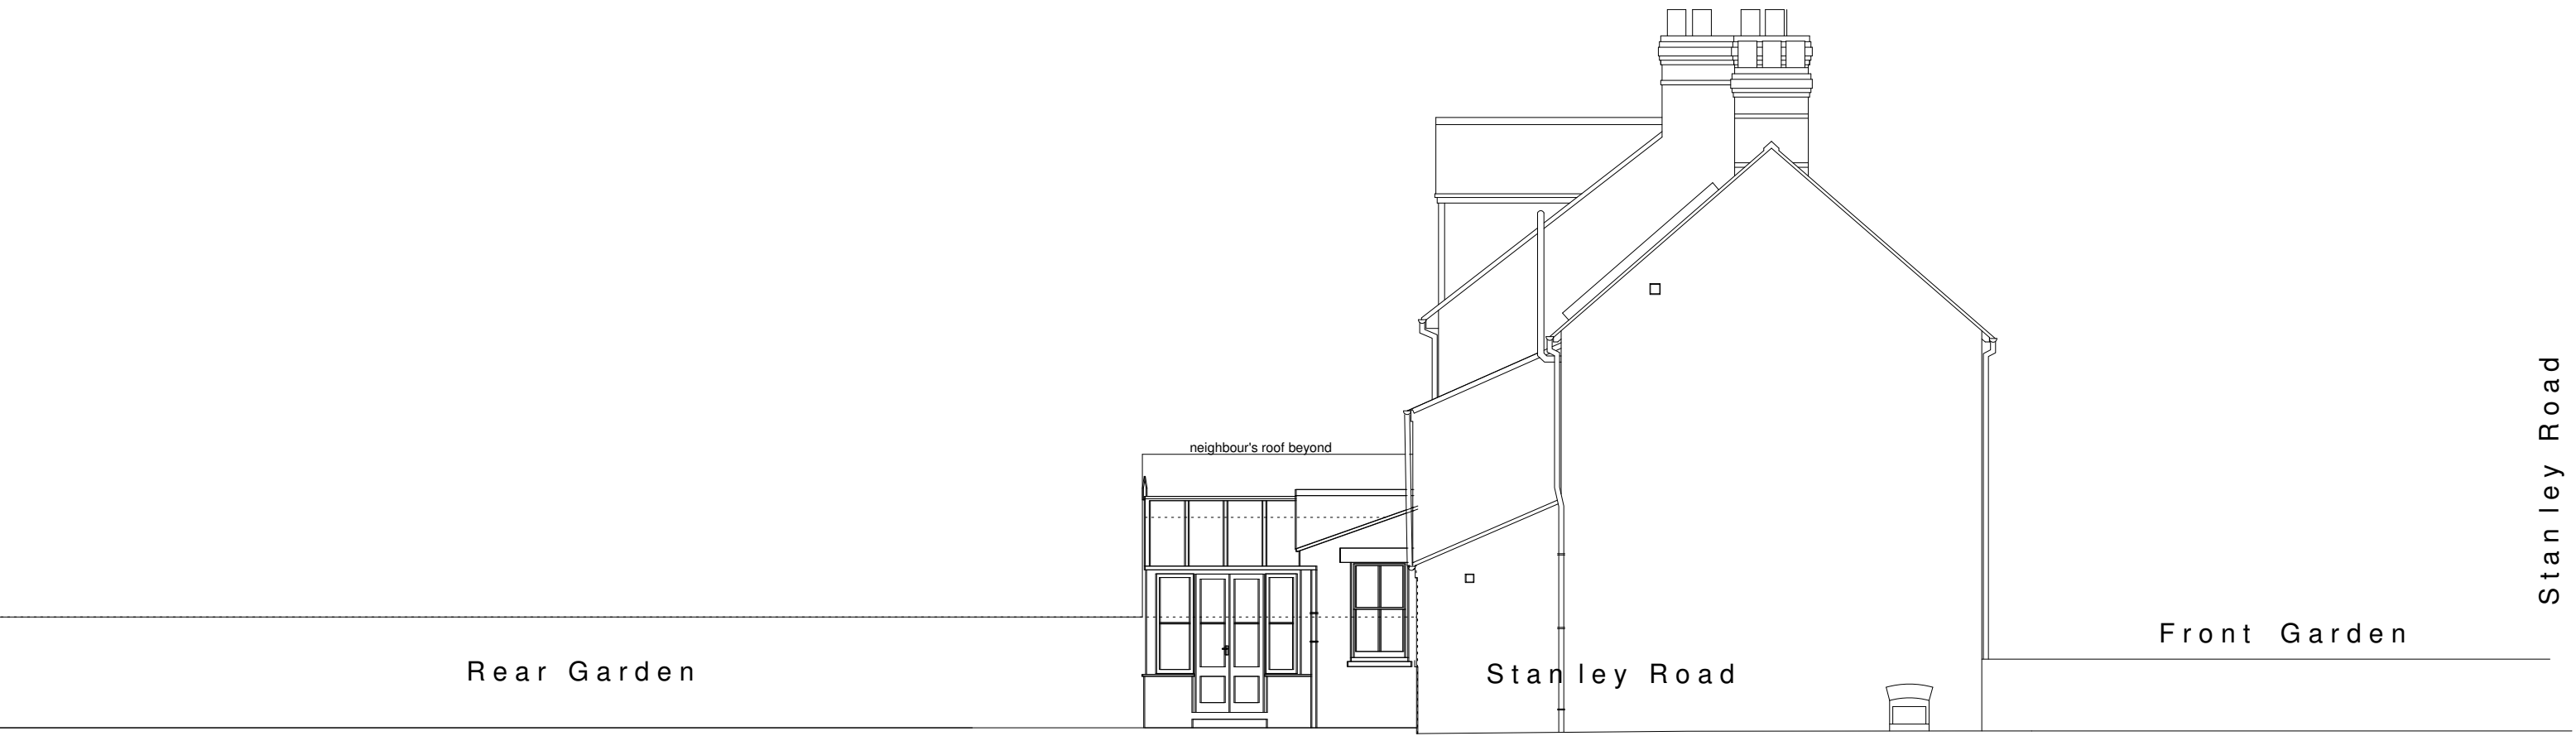 neighbour's roof beyond
Rear Garden
Stanley Road
Front Garden
Stanley Road